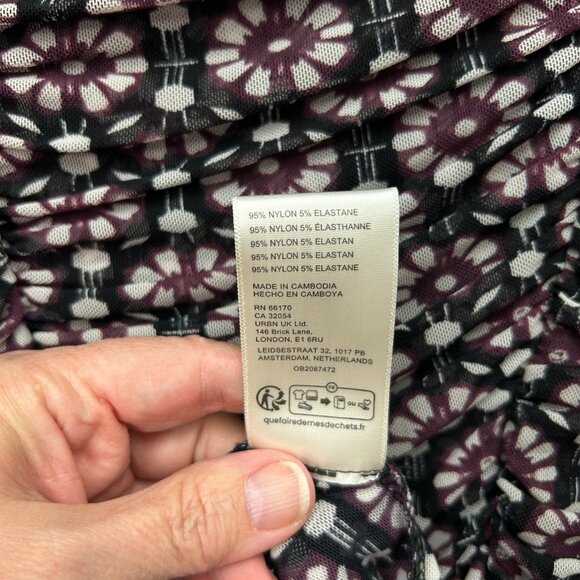 95% NYLON 5% ELASTANE
95% NYLON 5% ÉLASTHANNE
95% NYLON 5% ELASTAN
95% NYLON 5% ELASTAN
95% NYLON 5% ELASTANE
MADE IN CAMBODIA
HECHO EN CAMBOYA
RN 66170
CA 32054
URBN UK Ltd.
146 Brick Lane,
LONDON, E1 6RU
LEIDSESTRAAT 32, 1017 PB
AMSTERDAM, NETHERLANDS
OB2087472
FR
OU
quefairedemesdechets.fr